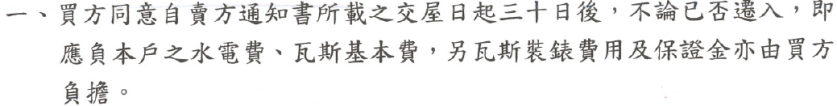 一、買方同意自賣方通知書所載之交屋日起三十日後，不論已否遷入，即
應負本戶之水電費、瓦斯基本費，另瓦斯裝錶費用及保證金亦由買方
負擔。